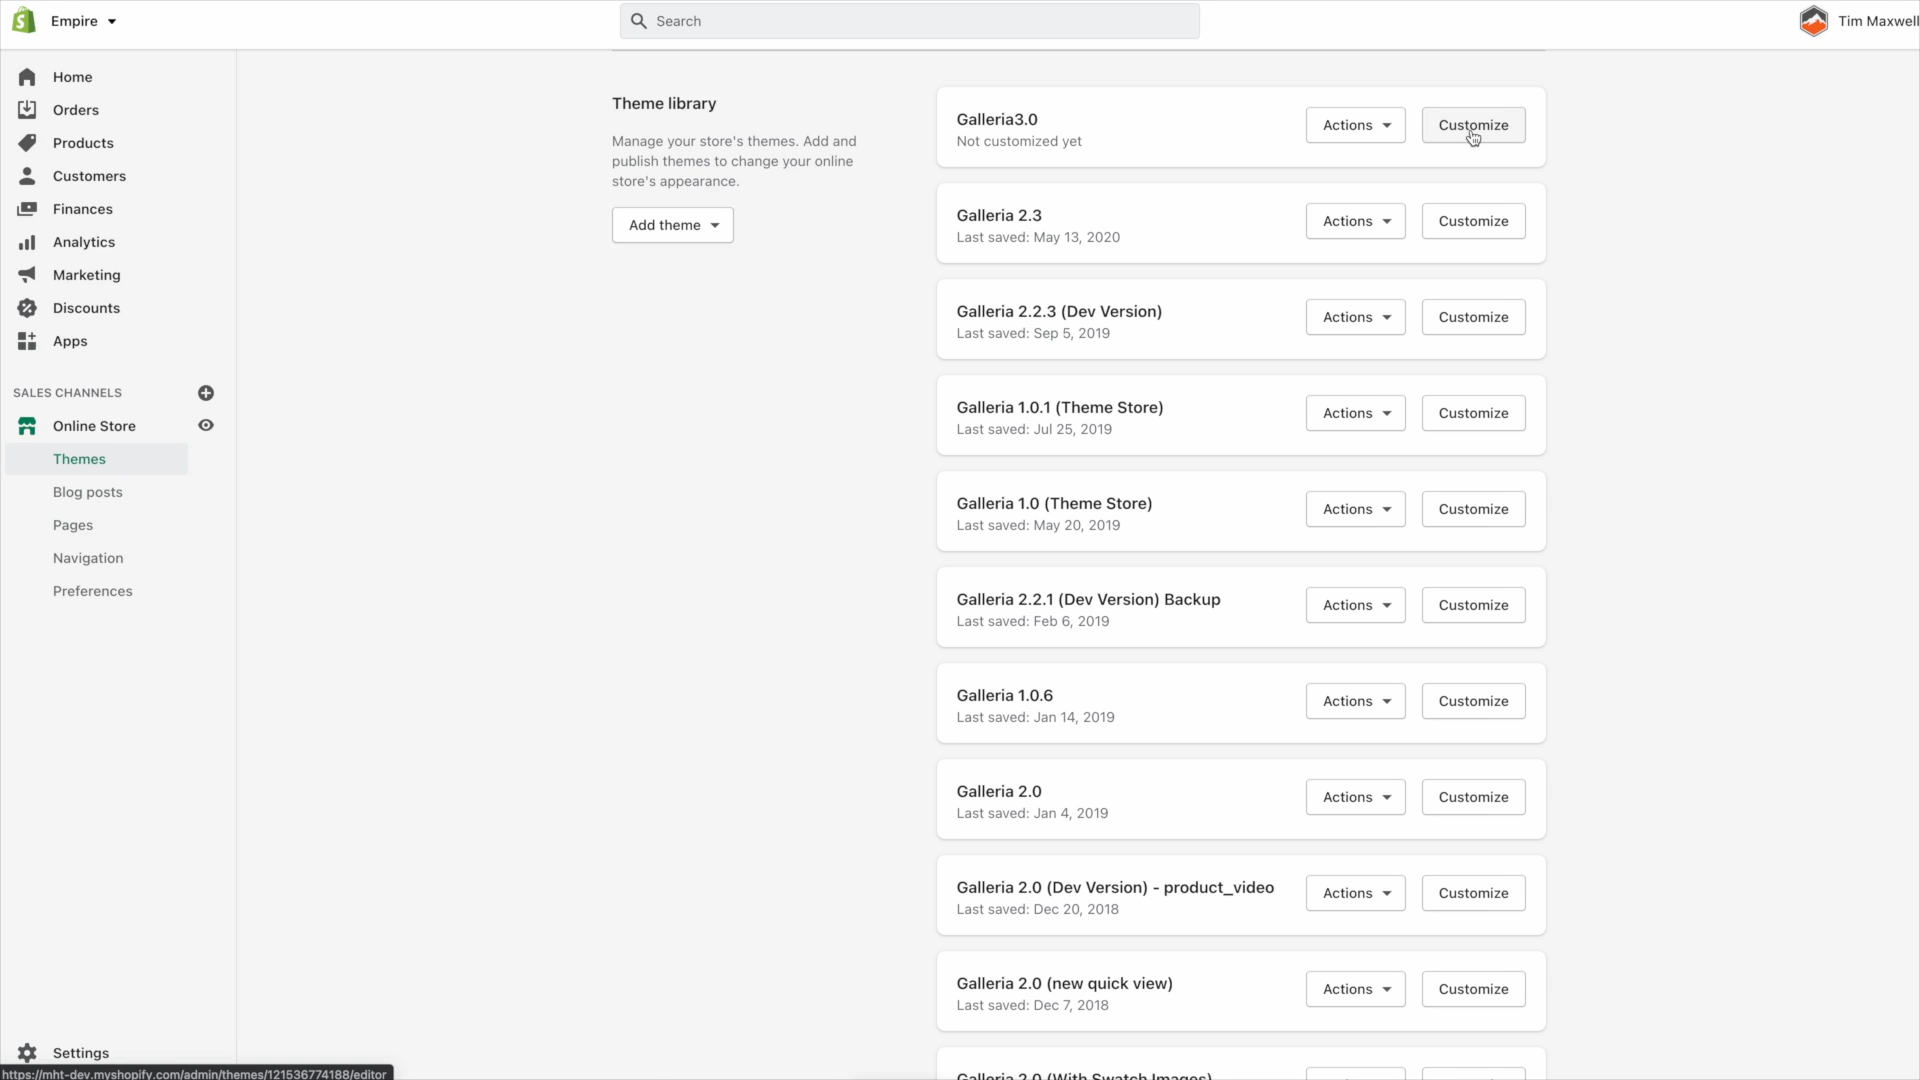 Empire
Search
Tim Maxwell
Home
Orders
Products
Customers
Finances
Analytics
Marketing
Discounts
Apps
SALES CHANNELS
Online Store
Themes
Blog posts
Pages
Navigation
Preferences
Settings
https://mht-dev.myshopify.com/admin/themes/121536774188/editor
Theme library
Manage your store's themes. Add and
publish themes to change your online
store's appearance.
Add theme
Galleria3.0
Not customized yet
Actions Customize
Galleria 2.3
Last saved: May 13, 2020
Actions Customize
Galleria 2.2.3 (Dev Version)
Last saved: Sep 5, 2019
Actions Customize
Galleria 1.0.1 (Theme Store)
Last saved: Jul 25, 2019
Actions Customize
Galleria 1.0 (Theme Store)
Last saved: May 20, 2019
Actions Customize
Galleria 2.2.1 (Dev Version) Backup
Last saved: Feb 6, 2019
Actions Customize
Galleria 1.0.6
Last saved: Jan 14, 2019
Actions Customize
Galleria 2.0
Last saved: Jan 4, 2019
Actions Customize
Galleria 2.0 (Dev Version) - product_video
Last saved: Dec 20, 2018
Actions Customize
Galleria 2.0 (new quick view)
Last saved: Dec 7, 2018
Actions Customize
Galleria 2.0 (With Swatch Images)